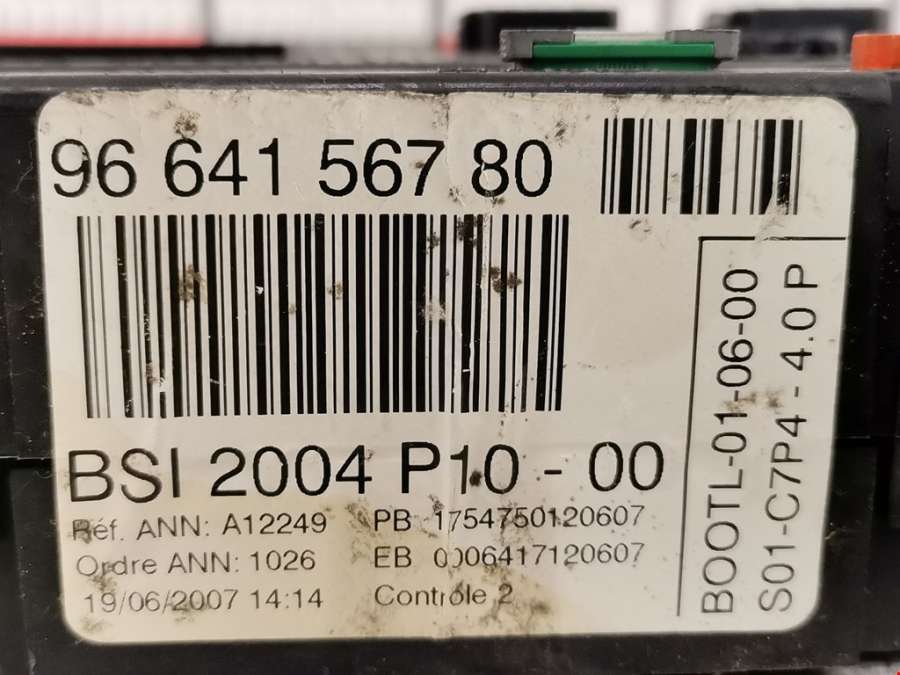 96 641 567 80
BSI 2004 P10 - 00
Réf. ANN: A12249
PB 1754750120607
Ordre ANN: 1026
EB 0006417120607
19/06/2007 14:14
Contrôle 2
BOOTL-01-06-00
S01-C7P4 - 4.0 P